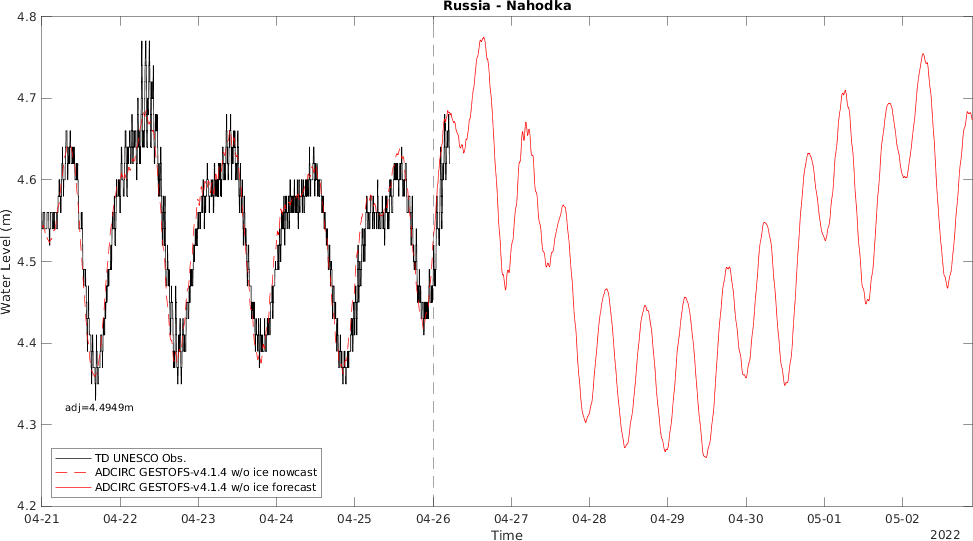 Russia - Nahodka
4.8
4.7
4.6
4.5
4.4
4.3
4.2
Water Level (m)
adj=4.4949m
TD UNESCO Obs.
ADCIRC GESTOFS-v4.1.4 w/o ice nowcast
ADCIRC GESTOFS-v4.1.4 w/o ice forecast
04-21 04-22 04-23 04-24 04-25 04-26 04-27 04-28 04-29 04-30 05-01 05-02
Time
2022